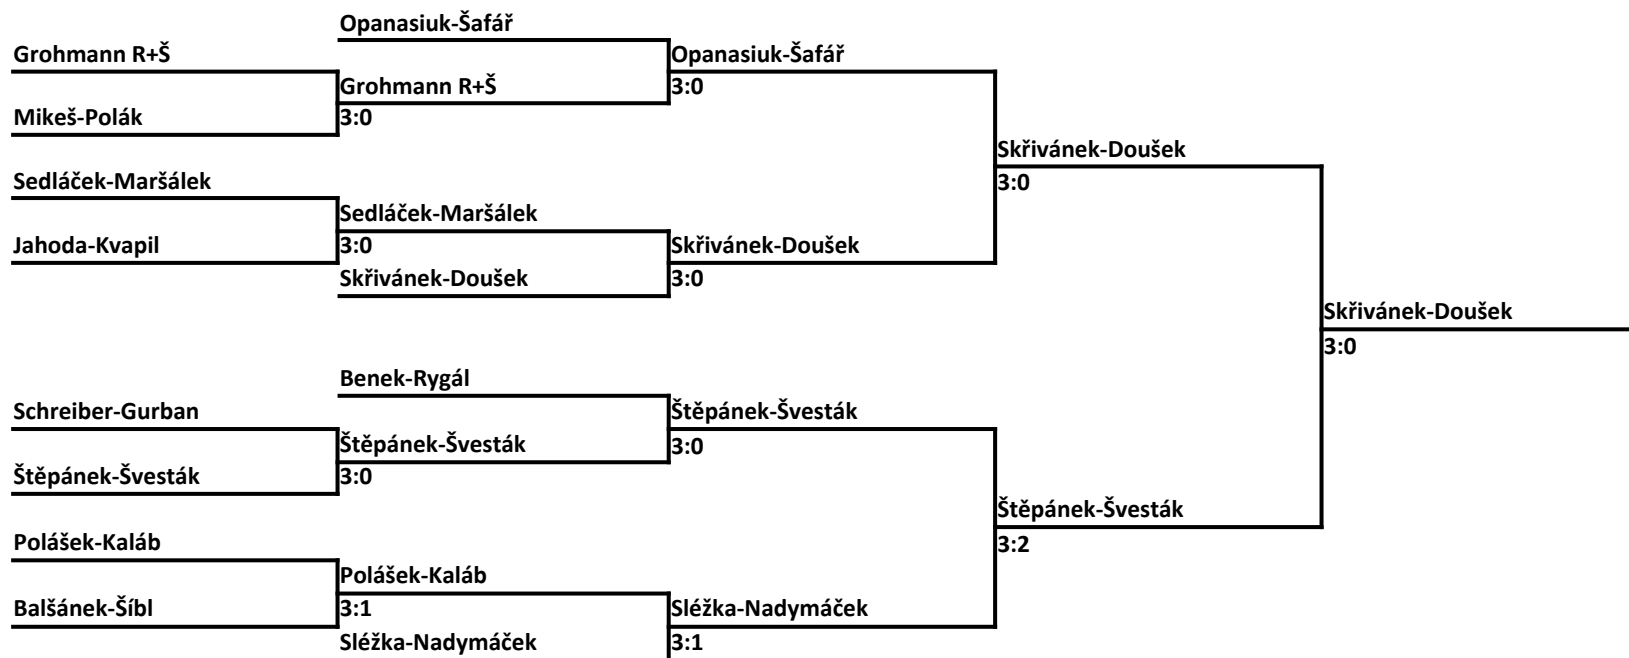 Opanasiuk-Šafář
Grohmann R+Š
Opanasiuk-Šafář
Grohmann R+Š
3:0
Mikeš-Polák
3:0
Skřivánek-Doušek
Sedláček-Maršálek
3:0
Sedláček-Maršálek
Jahoda-Kvapil
3:0
Skřivánek-Doušek
Skřivánek-Doušek
3:0
Skřivánek-Doušek
3:0
Benek-Rygál
Schreiber-Gurban
Štěpánek-Švesták
Štěpánek-Švesták
3:0
Štěpánek-Švesták
3:0
Štěpánek-Švesták
Polášek-Kaláb
3:2
Polášek-Kaláb
Balšánek-Šíbl
3:1
Sléžka-Nadymáček
Sléžka-Nadymáček
3:1